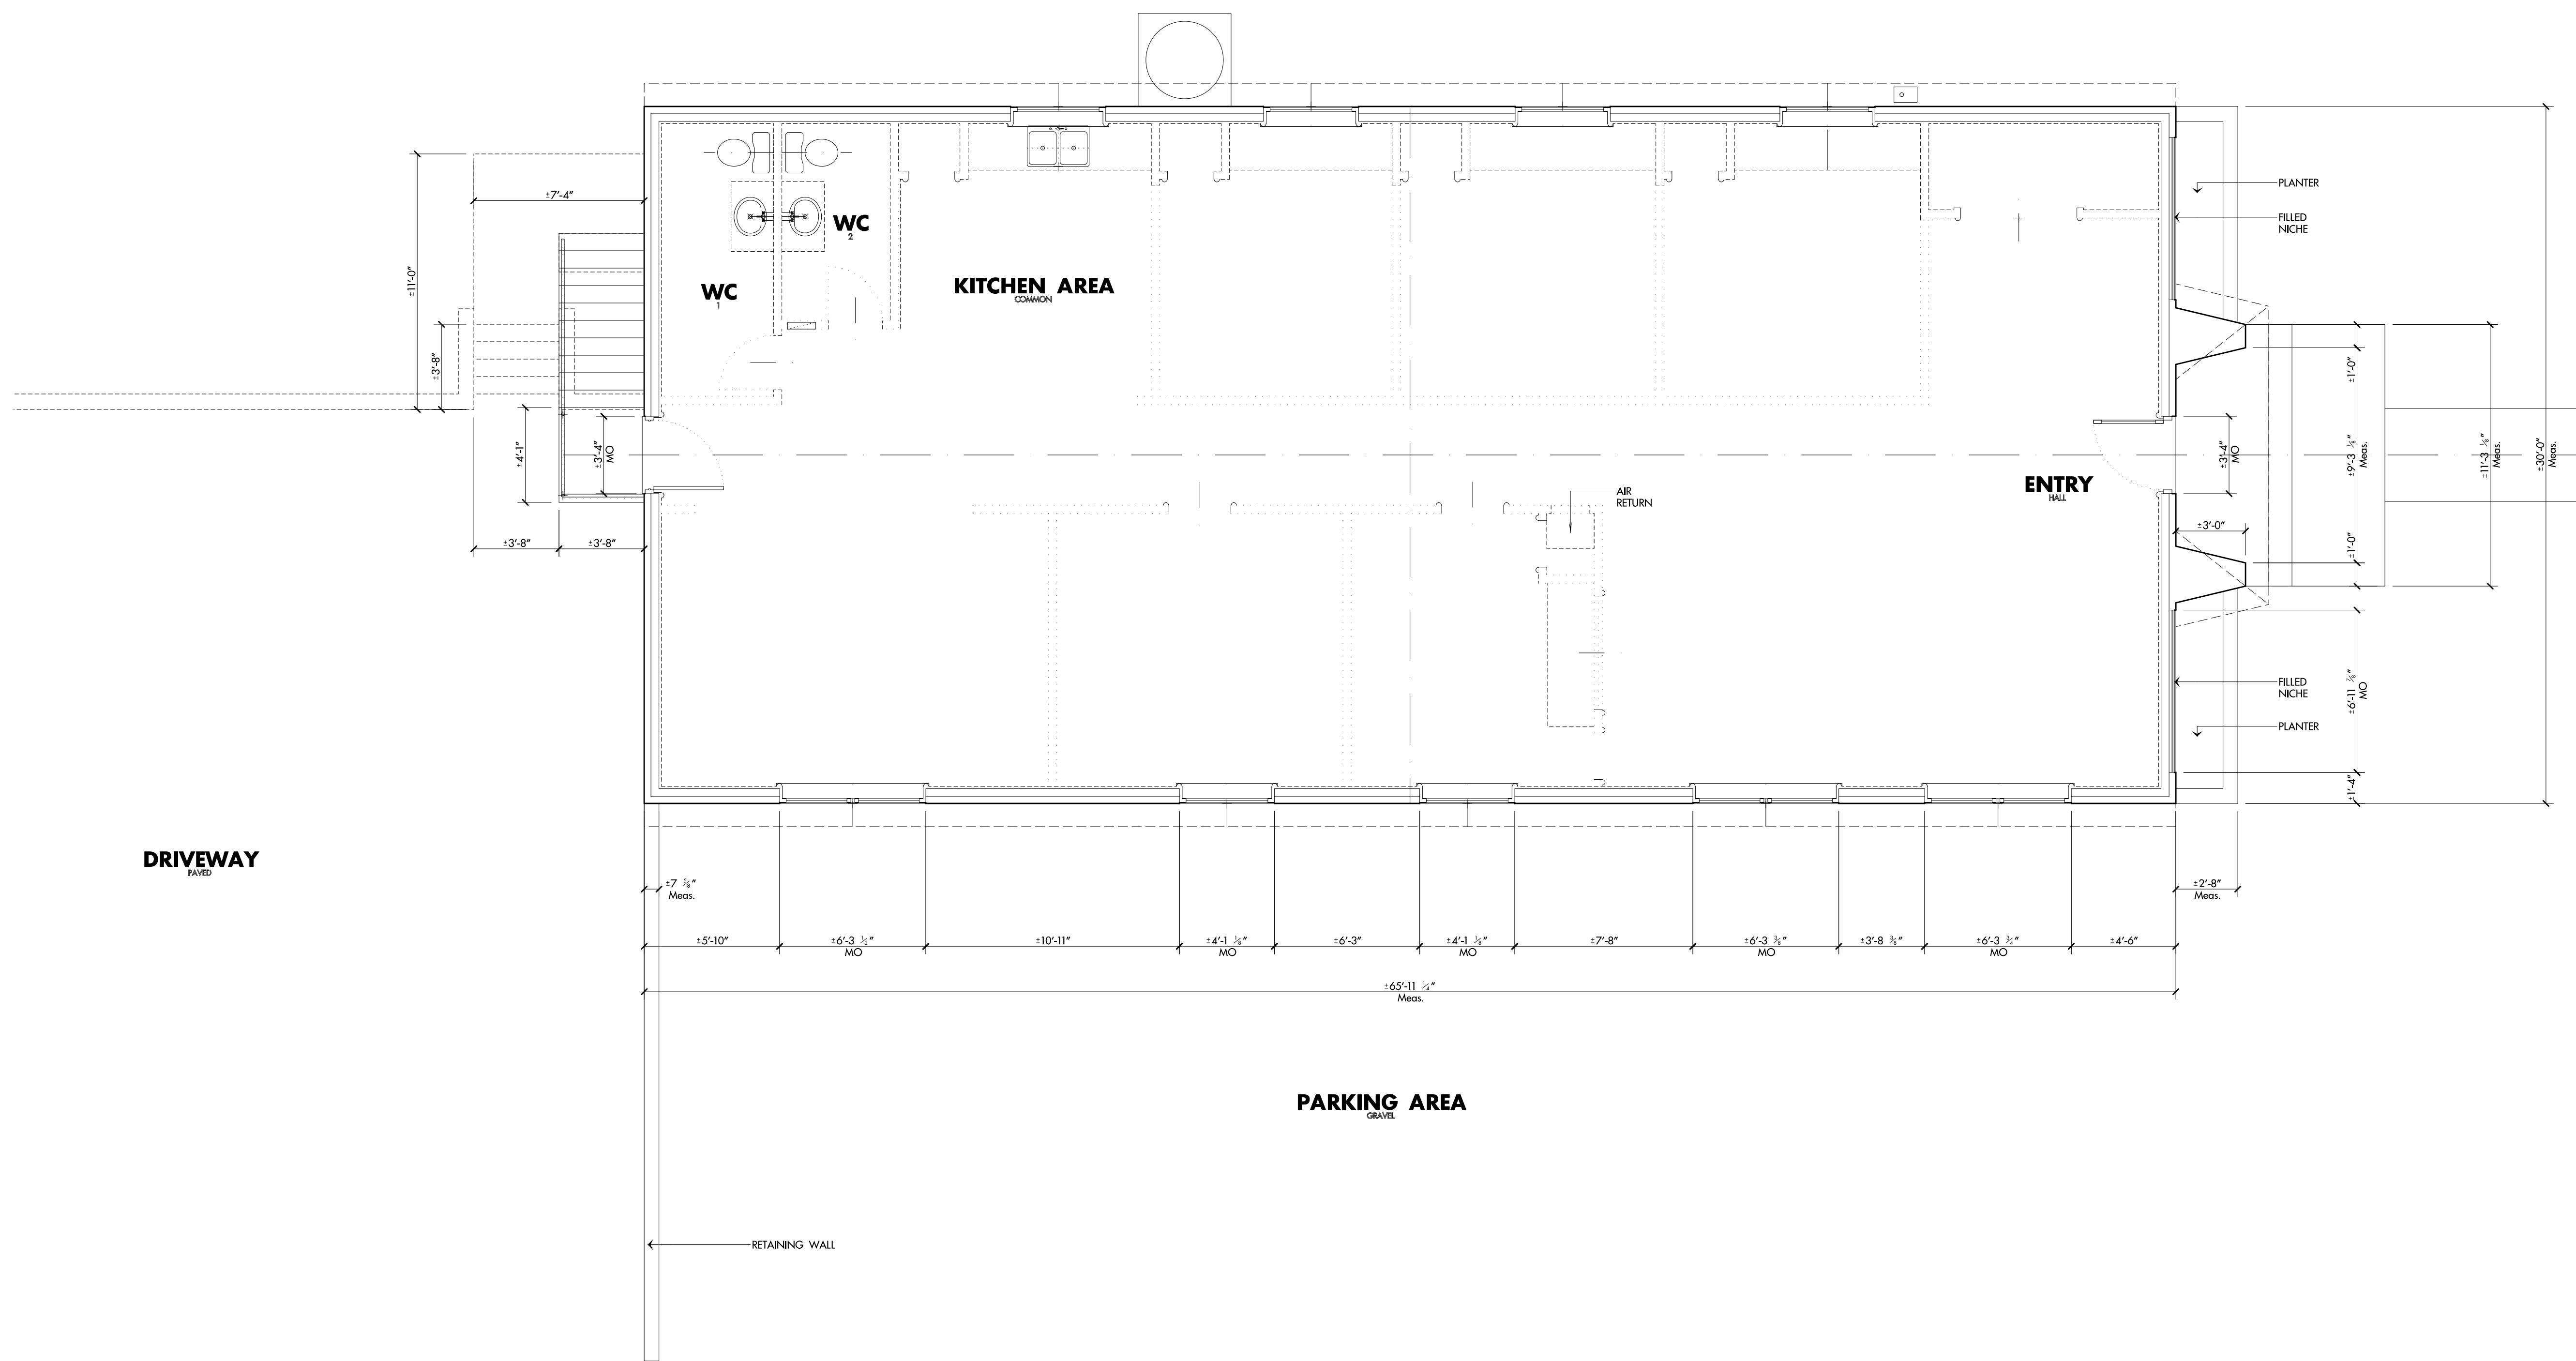 PLANTER
±7'-4"
FILLED
NICHE
WC
2
±11'-0"
KITCHEN AREA
COMMON
WC
1
±3'-8"
±1'-0"
±4'-1"
±3'-4"
MO
±3'-4"
MO
±9'-3 1/8"
Meas.
±11'-3 1/8"
Meas.
±30'-0"
Meas.
ENTRY
HALL
AIR
RETURN
±3'-0"
±3'-8"
±3'-8"
±1'-0"
FILLED
NICHE
±6'-11 7/8"
MO
PLANTER
±1'-4"
DRIVEWAY
PAVED
±7 5/8"
Meas.
±2'-8"
Meas.
±5'-10"
±6'-3 1/2"
MO
±10'-11"
±4'-1 1/8"
MO
±6'-3"
±4'-1 1/8"
MO
±7'-8"
±6'-3 3/8"
MO
±3'-8 3/8"
±6'-3 3/4"
MO
±4'-6"
±65'-11 1/4"
Meas.
PARKING AREA
GRAVEL
RETAINING WALL